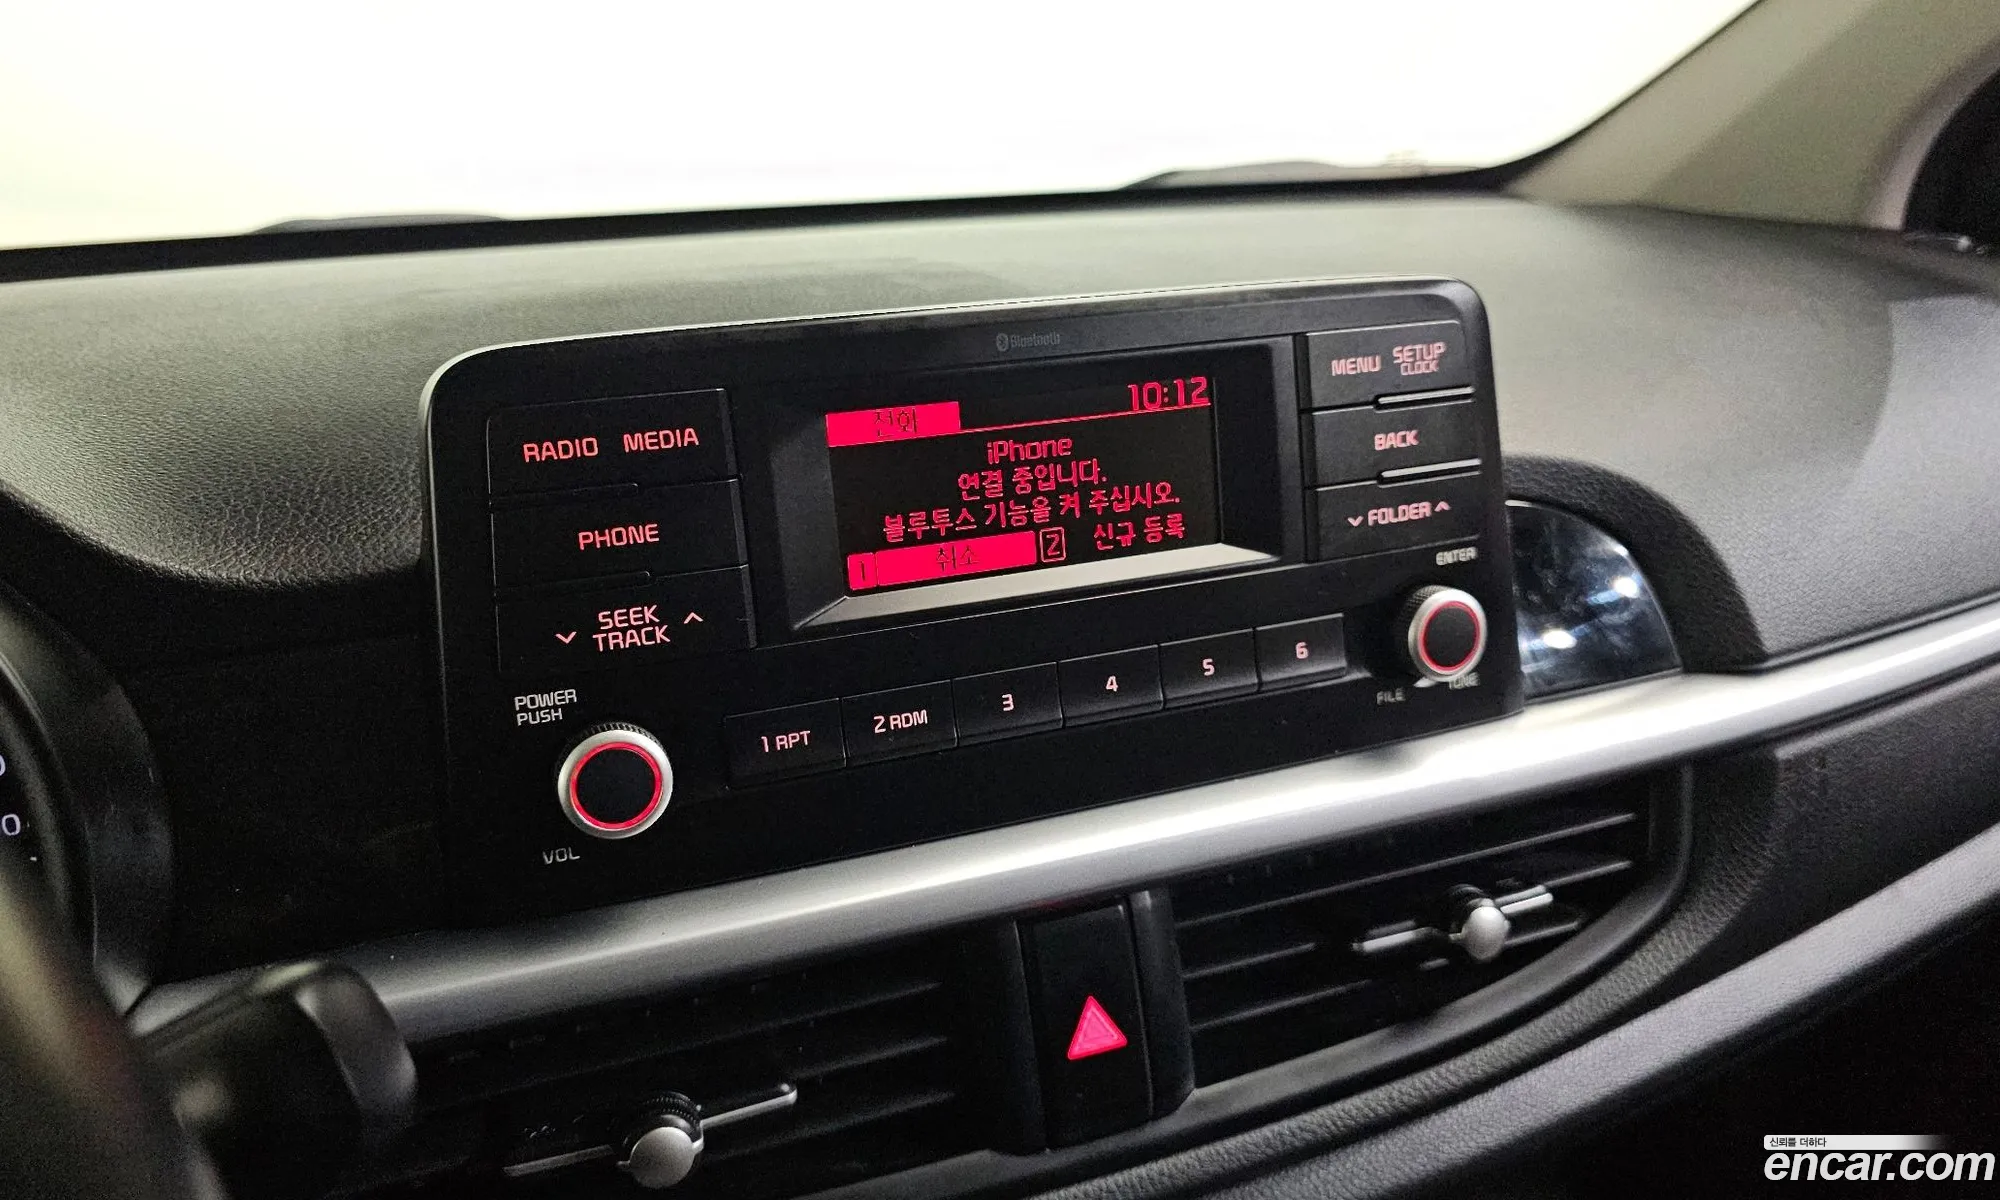 Bluetooth
MENU SETUP
CLOCK
RADIO MEDIA
전화 10:12
iPhone
연결 중입니다.
블루투스 기능을 켜 주십시오.
1 취소 2 신규 등록
BACK
PHONE
FOLDER
SEEK
TRACK
ENTER
POWER
PUSH
1 RPT 2 RDM 3 4 5 6
FILE TUNE
VOL
신뢰를 더하다
encar.com